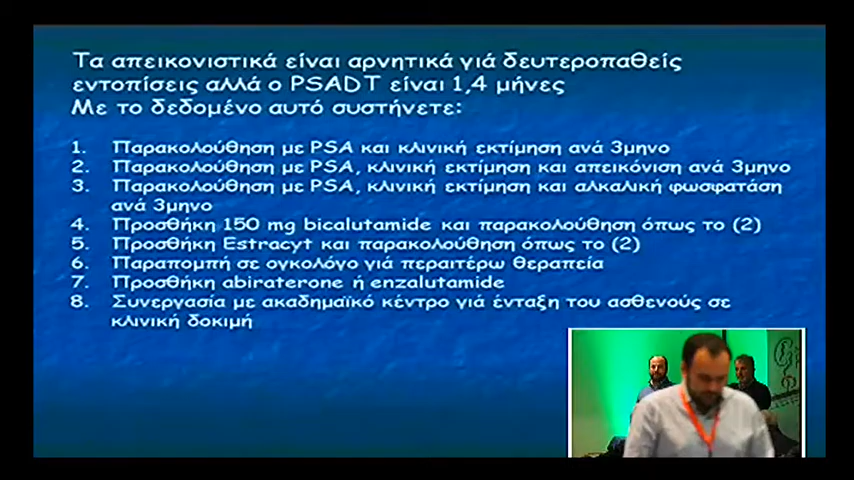 Τα απεικονιστικά είναι αρνητικά γιά δευτεροπαθείς
εντοπίσεις αλλά ο PSADT είναι 1,4 μήνες
Με το δεδομένο αυτό συστήνετε:
1. Παρακολούθηση με PSA και κλινική εκτίμηση ανά 3μηνο
2. Παρακολούθηση με PSA, κλινική εκτίμηση και απεικόνιση ανά 3μηνο
3. Παρακολούθηση με PSA, κλινική εκτίμηση και αλκαλική φωσφατάση
ανά 3μηνο
4. Προσθήκη 150 mg bicalutamide και παρακολούθηση όπως το (2)
5. Προσθήκη Estracyt και παρακολούθηση όπως το (2)
6. Παραπομπή σε ογκολόγο γιά περαιτέρω θεραπεία
7. Προσθήκη abiraterone ή enzalutamide
8. Συνεργασία με ακαδημαϊκό κέντρο γιά ένταξη του ασθενούς σε
κλινική δοκιμή